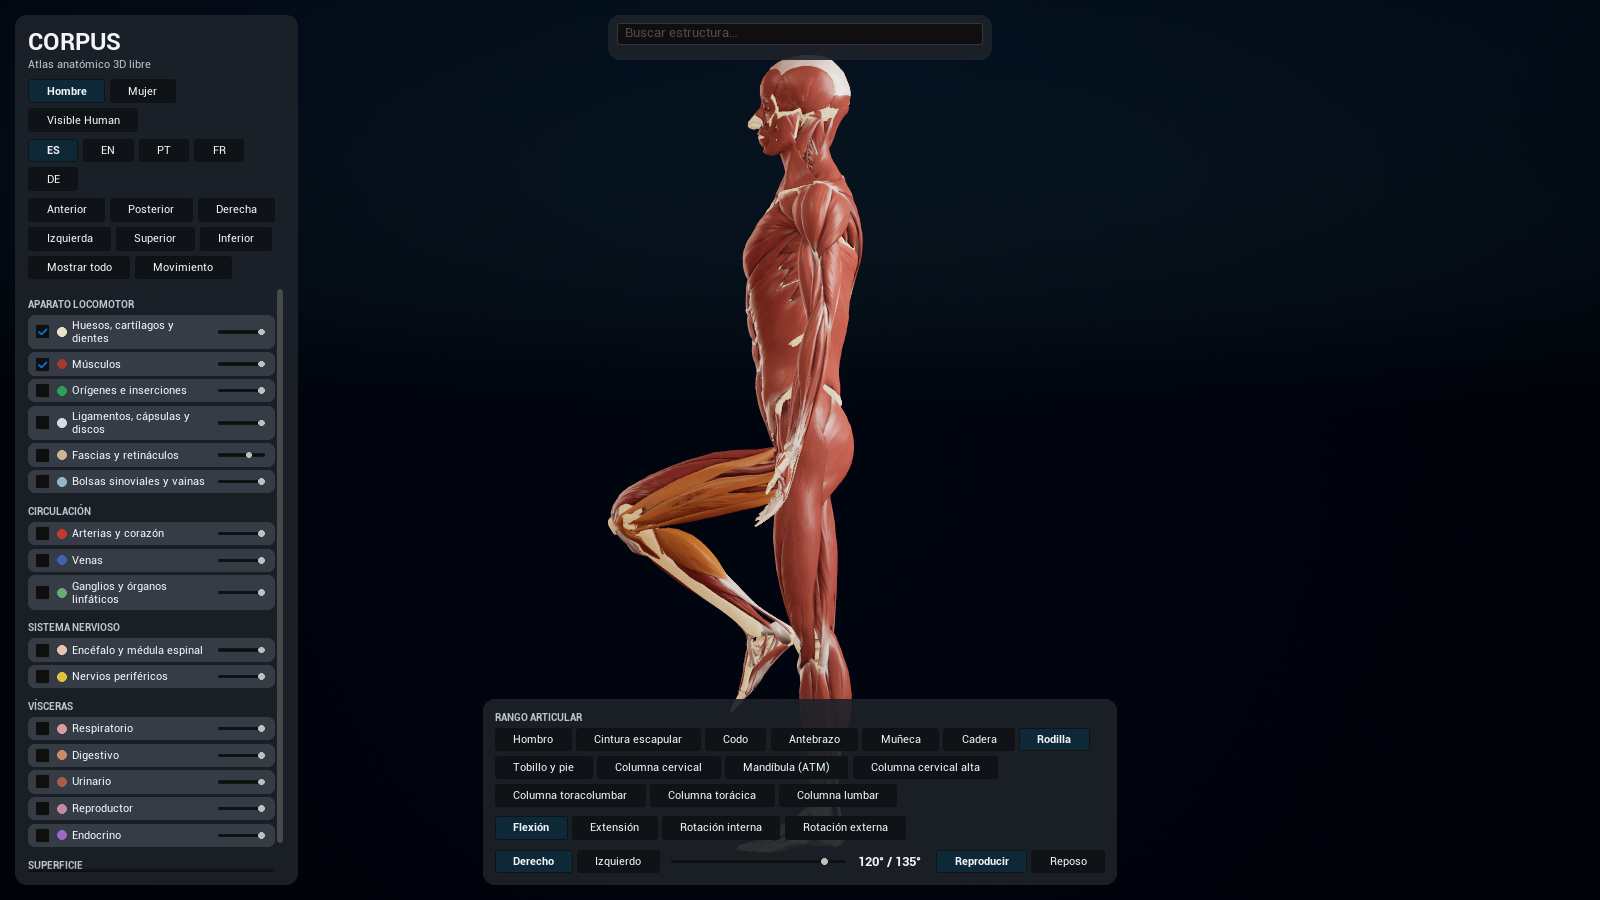 CORPUS
Atlas anatómico 3D libre
Hombre Mujer
Visible Human
ES EN PT FR
DE
Anterior Posterior Derecha
Izquierda Superior Inferior
Mostrar todo Movimiento
APARATO LOCOMOTOR
Huesos, cartílagos y
dientes
Músculos
Orígenes e inserciones
Ligamentos, cápsulas y
discos
Fascias y retináculos
Bolsas sinoviales y vainas
CIRCULACIÓN
Arterias y corazón
Venas
Ganglios y órganos
linfáticos
SISTEMA NERVIOSO
Encéfalo y médula espinal
Nervios periféricos
VÍSCERAS
Respiratorio
Digestivo
Urinario
Reproductor
Endocrino
SUPERFICIE
Buscar estructura...
RANGO ARTICULAR
Hombro Cintura escapular Codo Antebrazo Muñeca Cadera Rodilla
Tobillo y pie Columna cervical Mandíbula (ATM) Columna cervical alta
Columna toracolumbar Columna torácica Columna lumbar
Flexión Extensión Rotación interna Rotación externa
Derecho Izquierdo 120° / 135° Reproducir Reposo